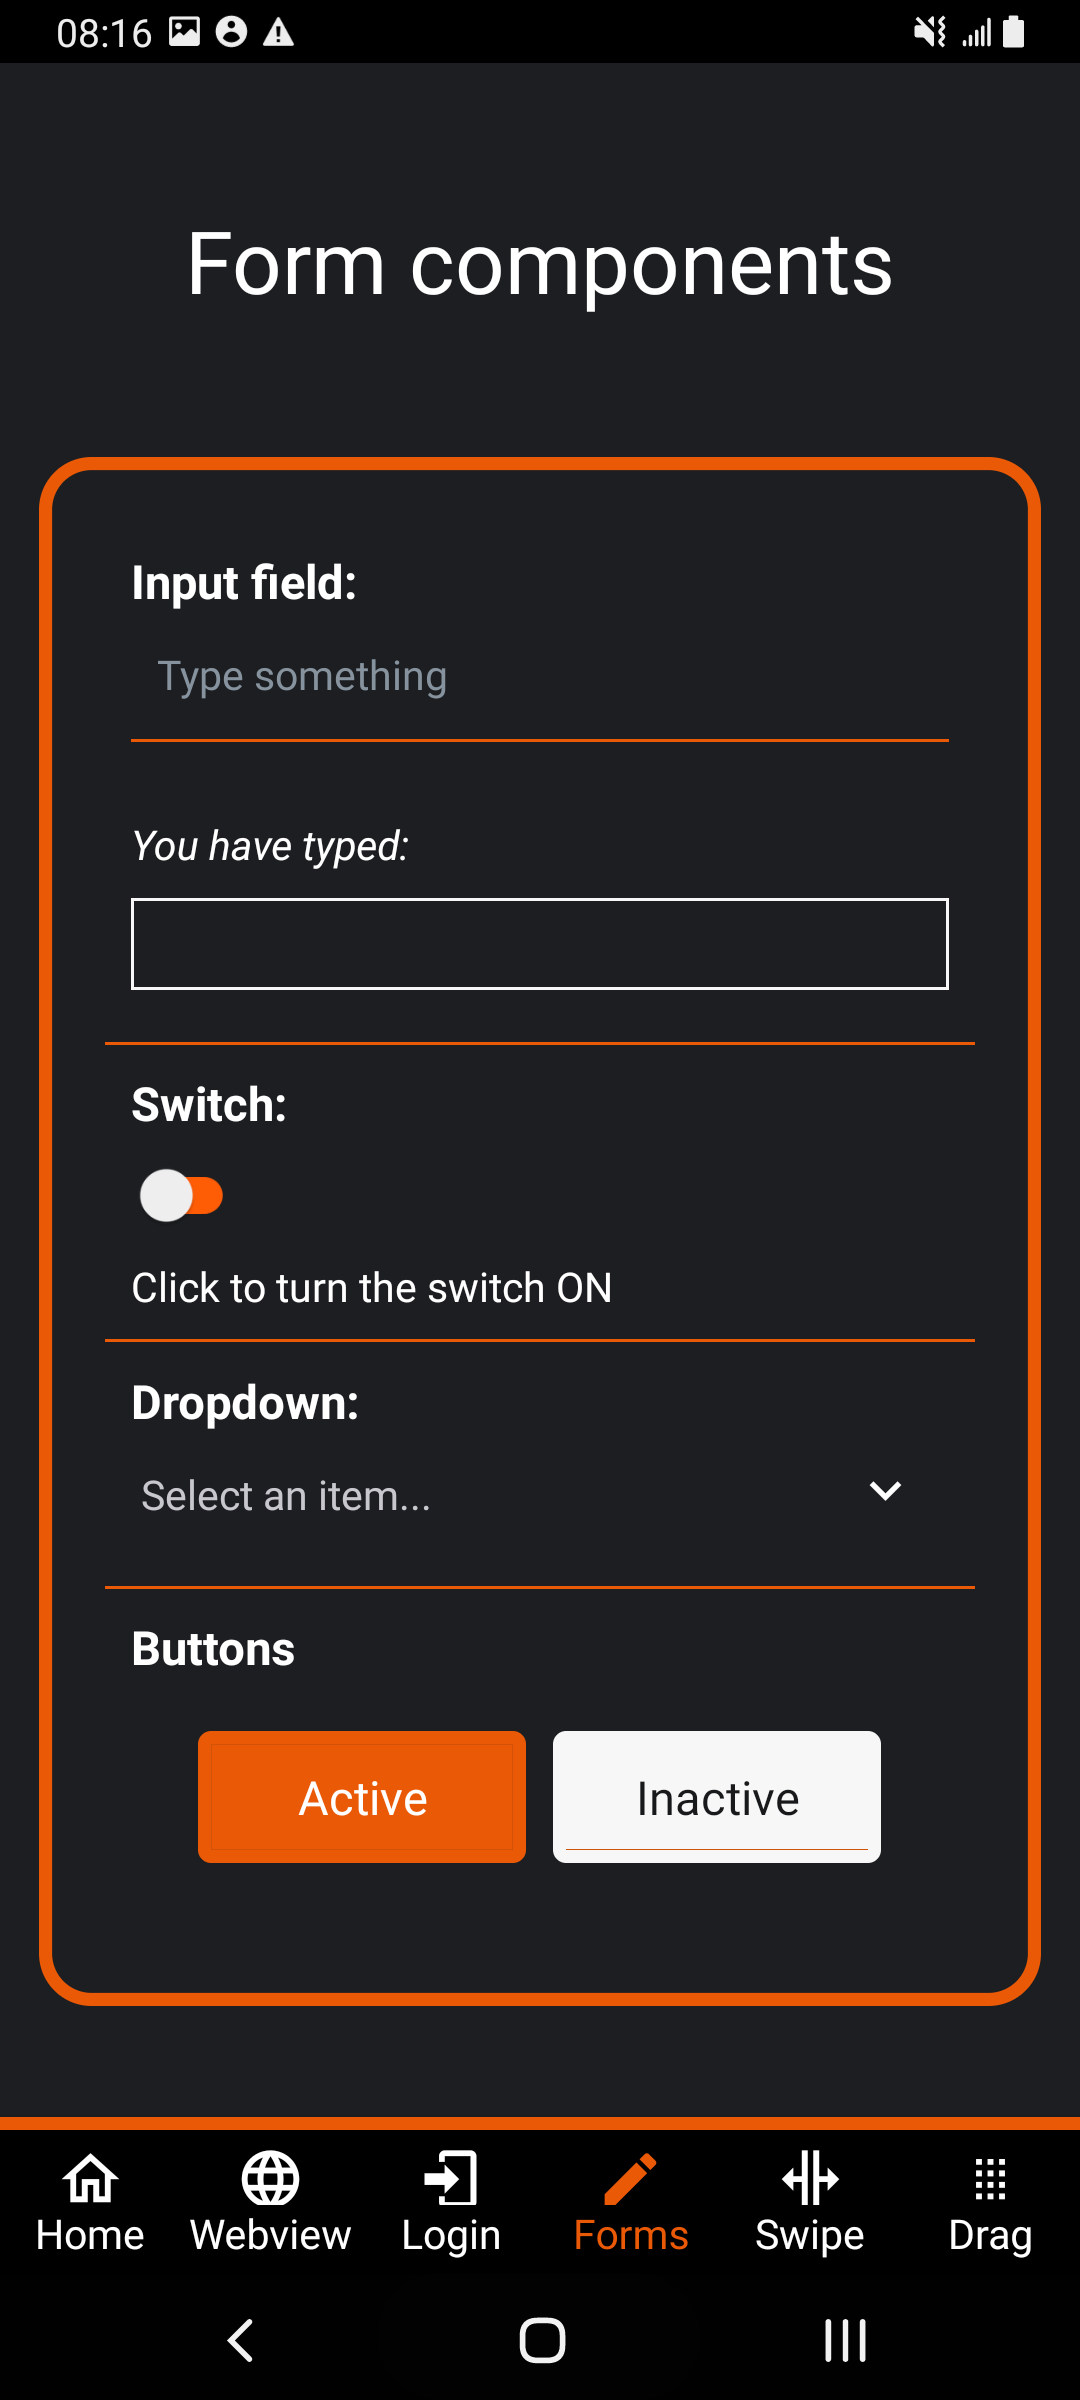 08:16
Form components
Input field:
Type something
You have typed:
Switch:
Click to turn the switch ON
Dropdown:
Select an item...
Buttons
Active Inactive
Home Webview Login Forms Swipe Drag